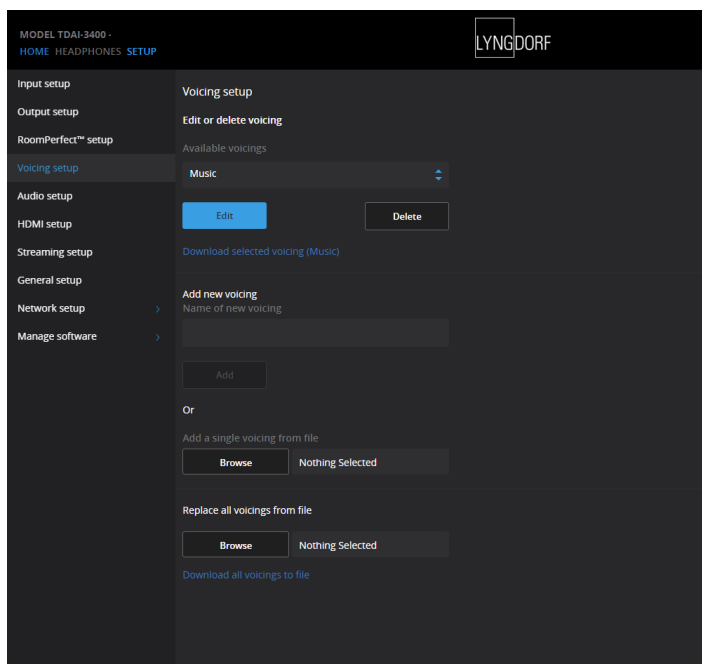 MODEL TDAI-3400 -
HOME HEADPHONES SETUP
LYNGDORF
Input setup
Output setup
RoomPerfect™ setup
Voicing setup
Audio setup
HDMI setup
Streaming setup
General setup
Network setup
Manage software
Voicing setup
Edit or delete voicing
Available voicings
Music
Edit Delete
Download selected voicing (Music)
Add new voicing
Name of new voicing
Add
Or
Add a single voicing from file
Browse Nothing Selected
Replace all voicings from file
Browse Nothing Selected
Download all voicings to file